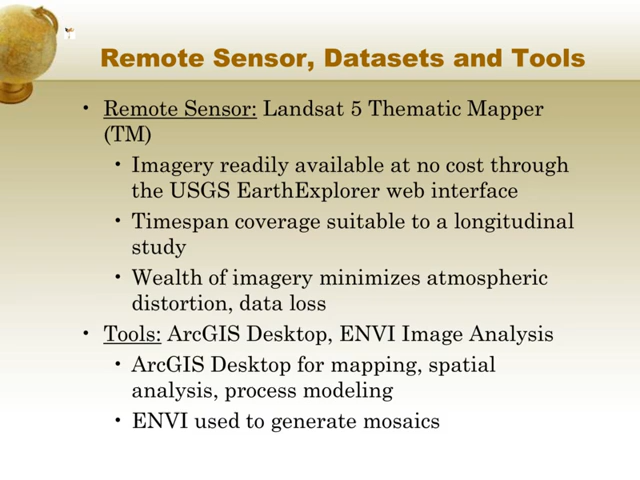 Remote Sensor, Datasets and Tools
• Remote Sensor: Landsat 5 Thematic Mapper
(TM)
• Imagery readily available at no cost through
the USGS EarthExplorer web interface
• Timespan coverage suitable to a longitudinal
study
• Wealth of imagery minimizes atmospheric
distortion, data loss
• Tools: ArcGIS Desktop, ENVI Image Analysis
• ArcGIS Desktop for mapping, spatial
analysis, process modeling
• ENVI used to generate mosaics